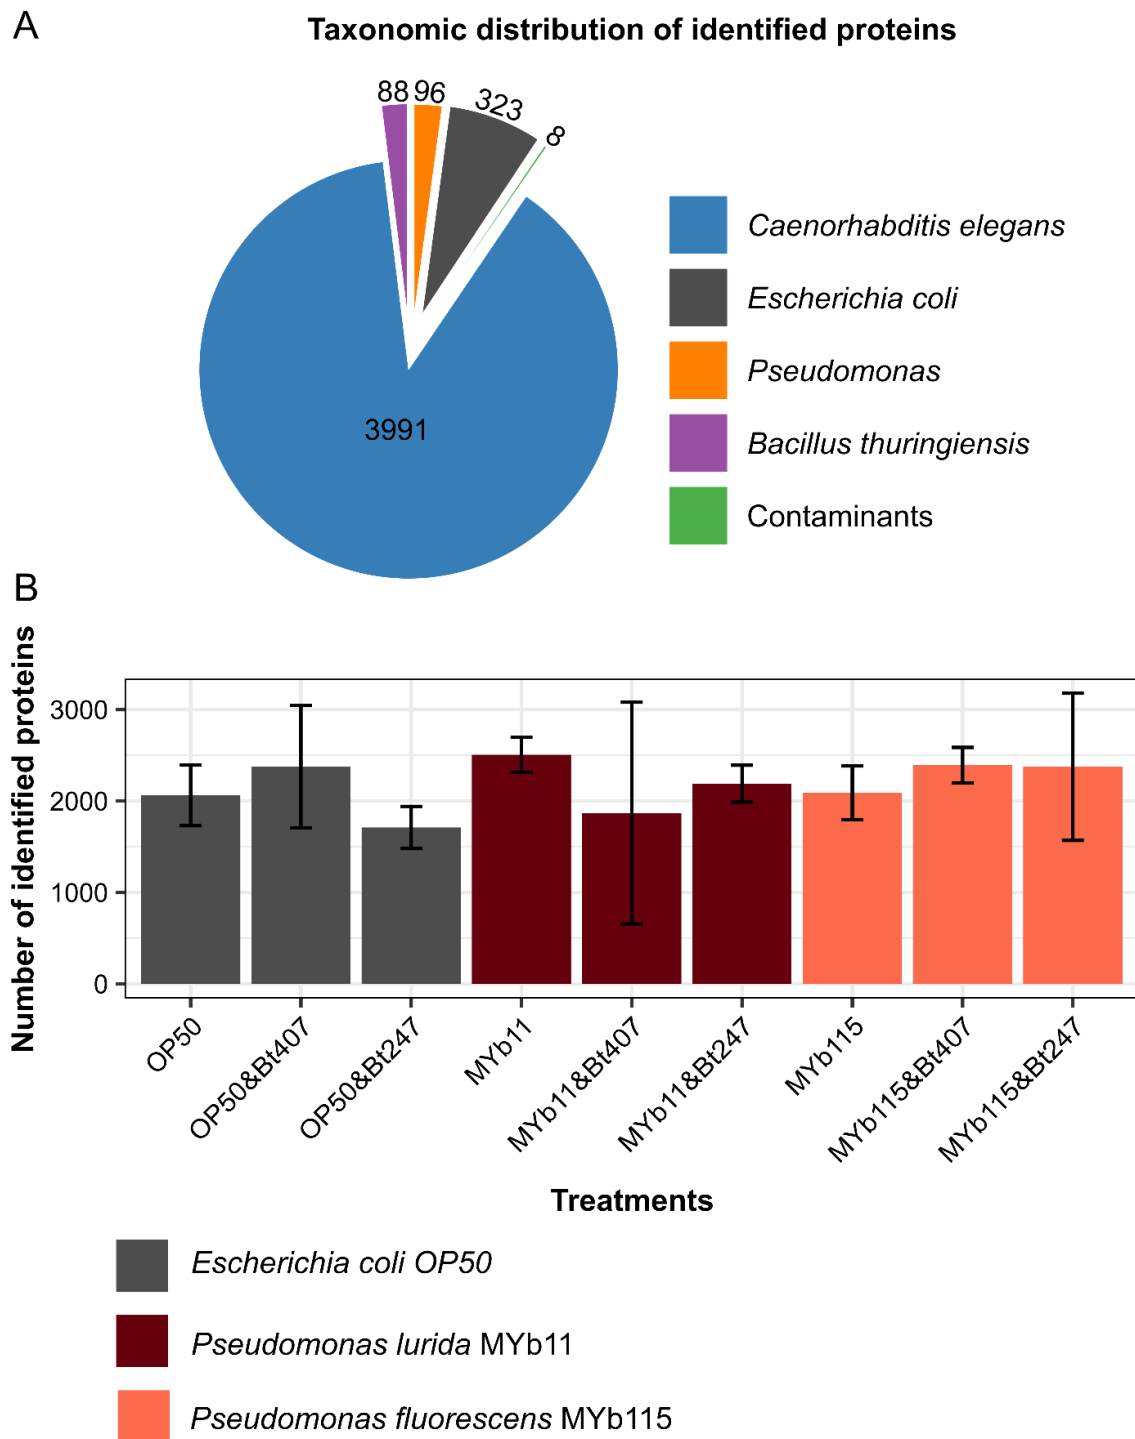 A
Taxonomic distribution of identified proteins
88
96
323
8
3991
Caenorhabditis elegans
Escherichia coli
Pseudomonas
Bacillus thuringiensis
Contaminants
B
Number of identified proteins
3000
2000
1000
0
OP50
OP50&Bt407
OP50&Bt247
MYb11
MYb11&Bt407
MYb11&Bt247
MYb115
MYb115&Bt407
MYb115&Bt247
Treatments
Escherichia coli OP50
Pseudomonas lurida MYb11
Pseudomonas fluorescens MYb115